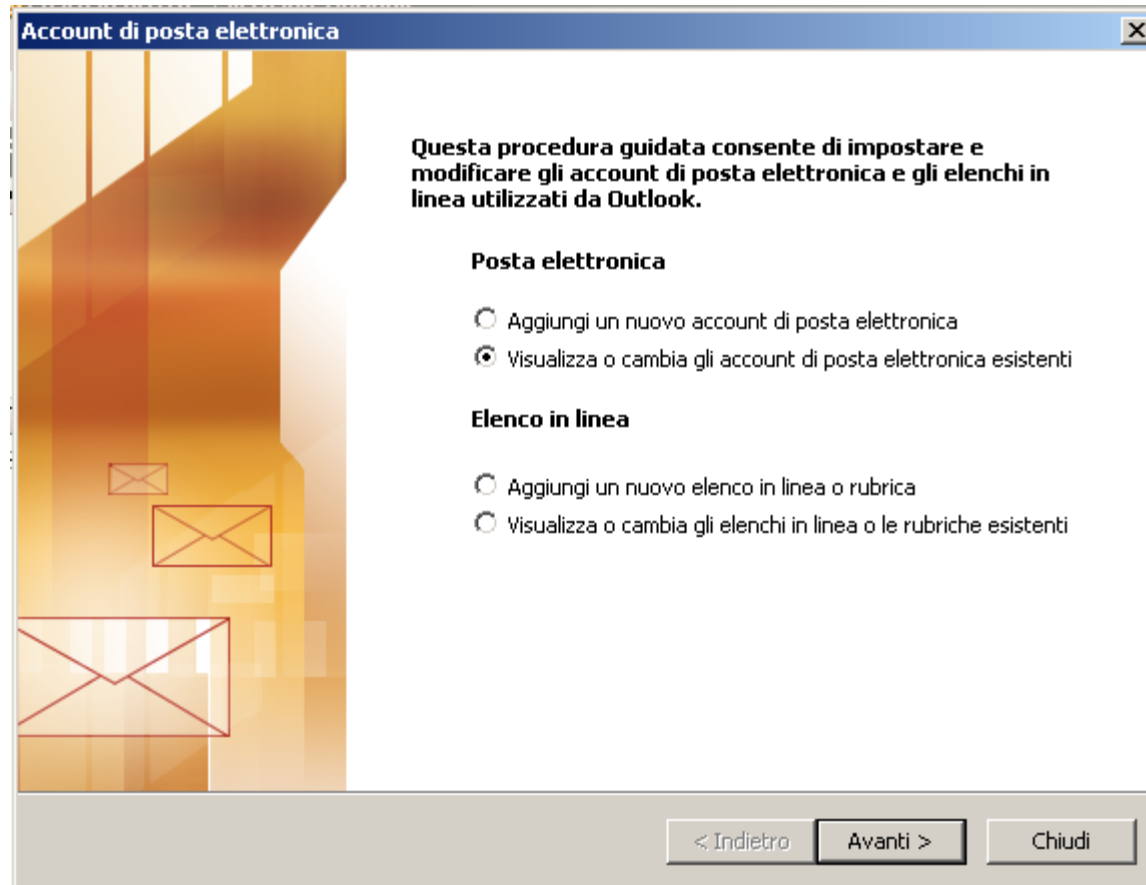 Account di posta elettronica
Questa procedura guidata consente di impostare e
modificare gli account di posta elettronica e gli elenchi in
linea utilizzati da Outlook.
Posta elettronica
Aggiungi un nuovo account di posta elettronica
Visualizza o cambia gli account di posta elettronica esistenti
Elenco in linea
Aggiungi un nuovo elenco in linea o rubrica
Visualizza o cambia gli elenchi in linea o le rubriche esistenti
< Indietro
Avanti >
Chiudi